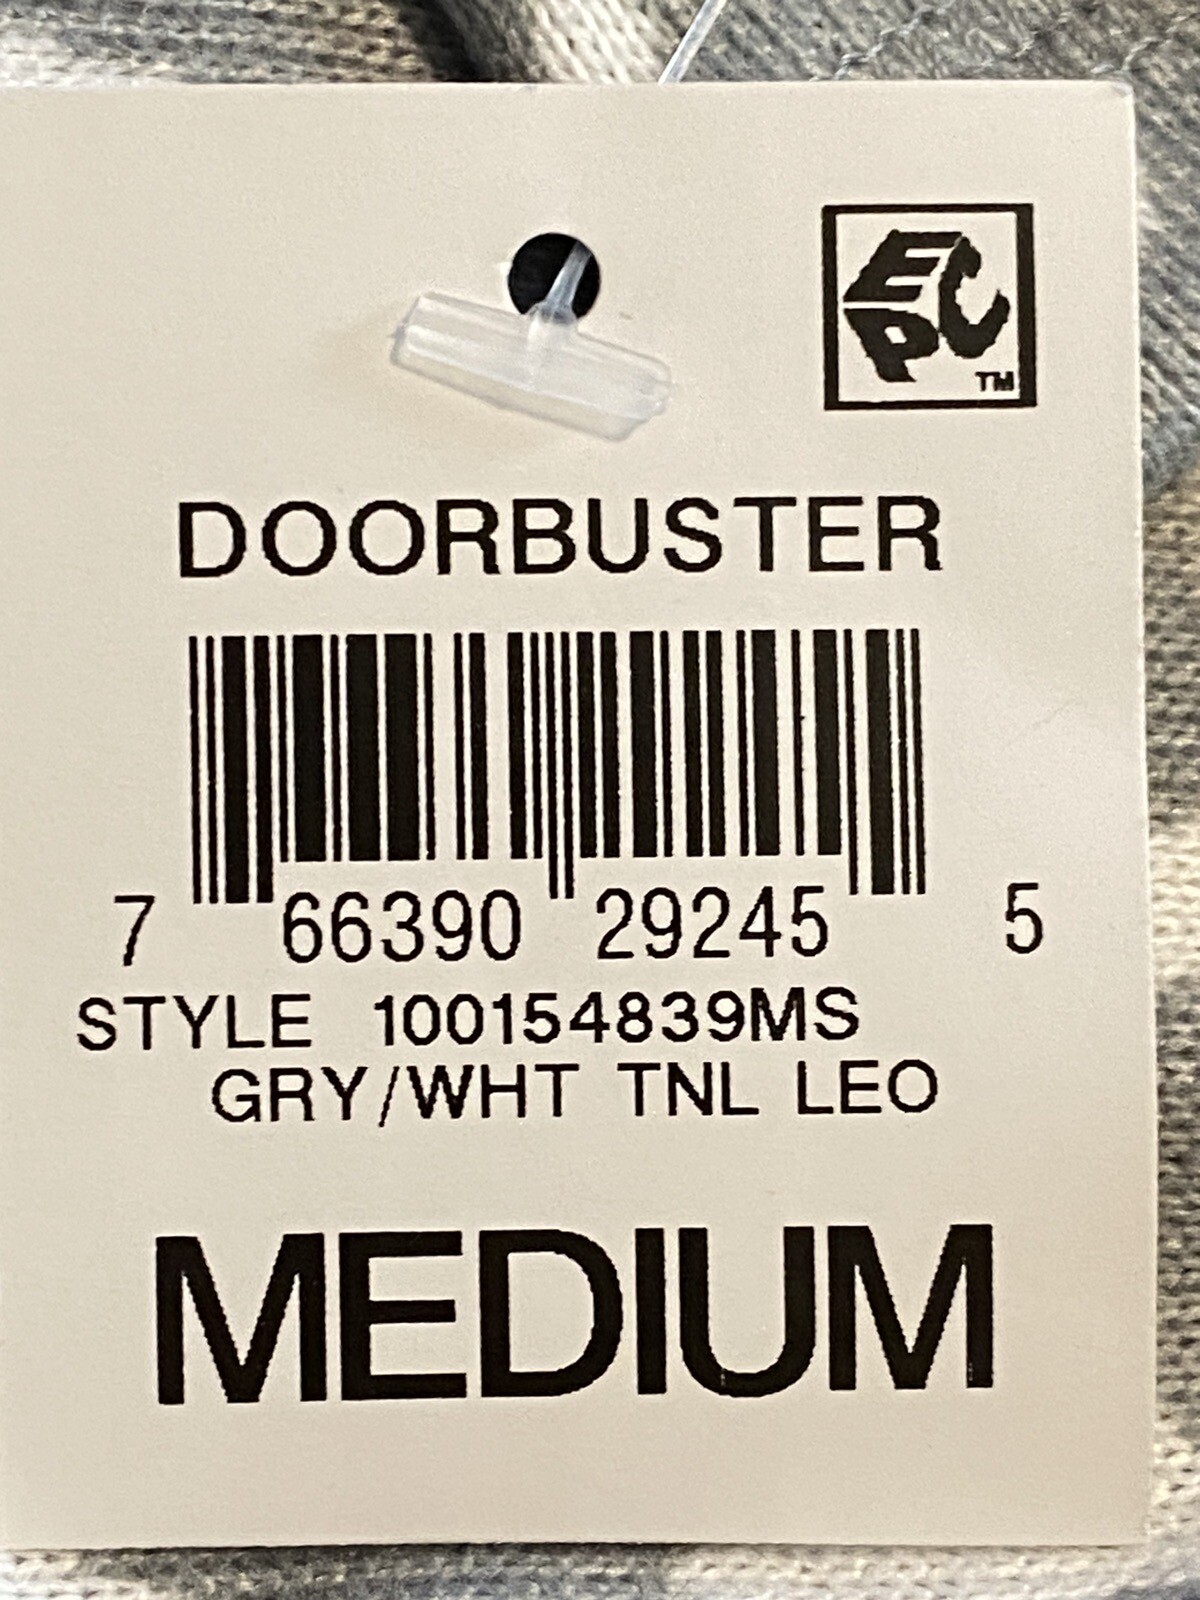 EPC
TM
DOORBUSTER
7 66390 29245 5
STYLE 100154839MS
GRY/WHT TNL LEO
MEDIUM